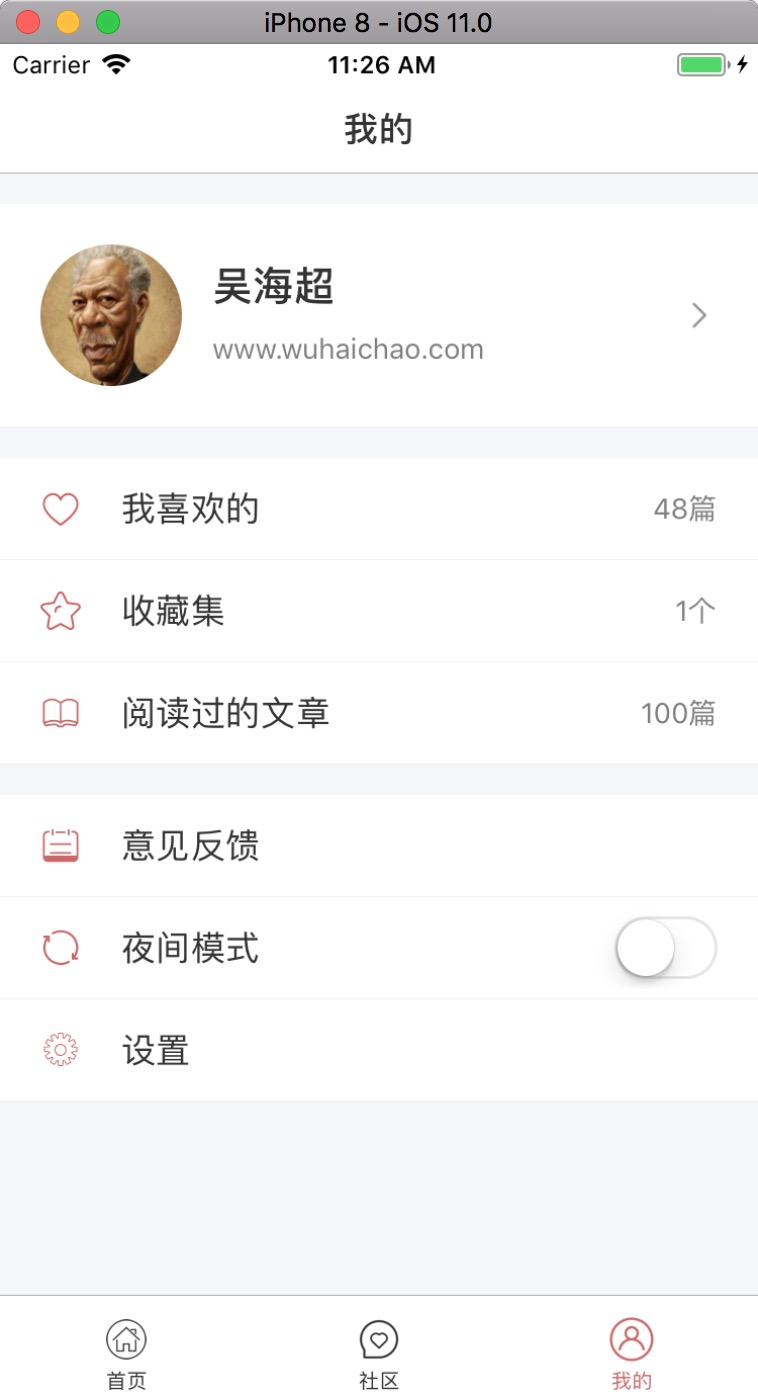 iPhone 8 - iOS 11.0
Carrier 11:26 AM
我的
吴海超
www.wuhaichao.com
我喜欢的 48篇
收藏集 1个
阅读过的文章 100篇
意见反馈
夜间模式
设置
首页 社区 我的